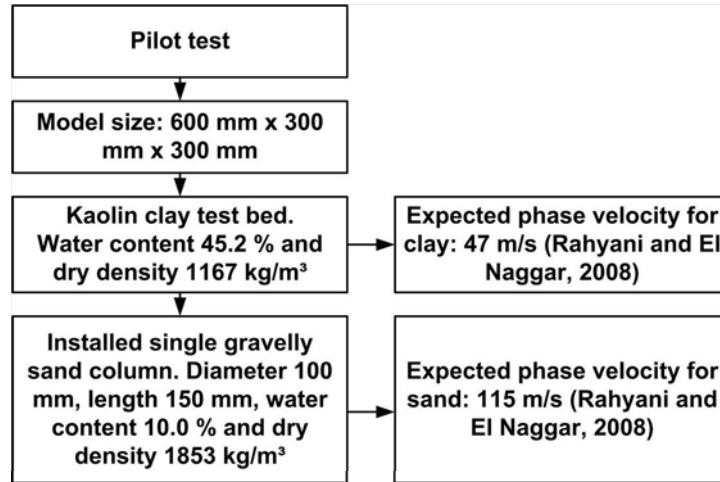 Pilot test
Model size: 600 mm x 300
mm x 300 mm
Kaolin clay test bed.
Water content 45.2 % and
dry density 1167 kg/m³
Expected phase velocity for
clay: 47 m/s (Rahyani and El
Naggar, 2008)
Installed single gravelly
sand column. Diameter 100
mm, length 150 mm, water
content 10.0 % and dry
density 1853 kg/m³
Expected phase velocity for
sand: 115 m/s (Rahyani and
El Naggar, 2008)